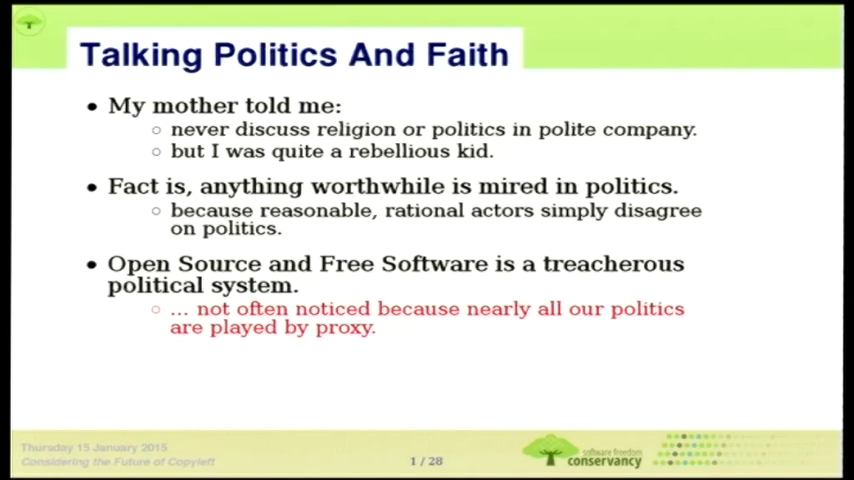 Talking Politics And Faith
• My mother told me:
○ never discuss religion or politics in polite company.
○ but I was quite a rebellious kid.
• Fact is, anything worthwhile is mired in politics.
○ because reasonable, rational actors simply disagree
on politics.
• Open Source and Free Software is a treacherous
political system.
○ ... not often noticed because nearly all our politics
are played by proxy.
Thursday 15 January 2015
Considering the Future of Copyleft
1 / 28
software freedom
conservancy